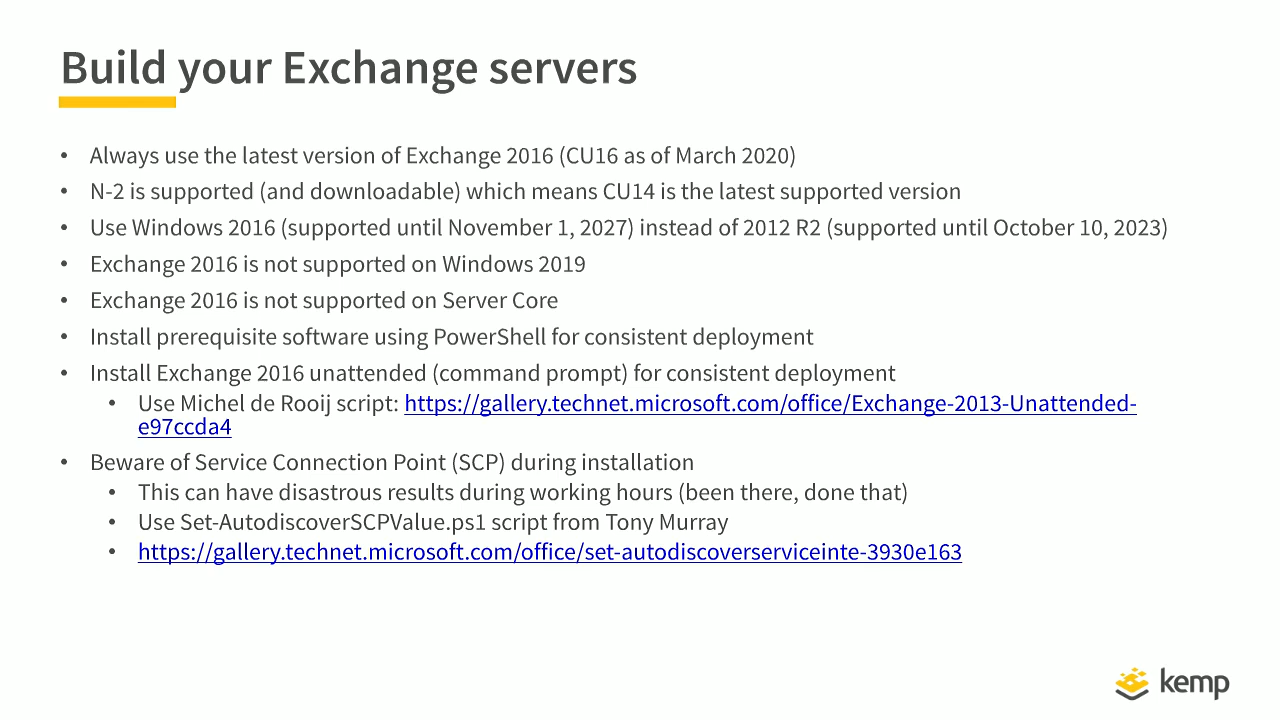 Build your Exchange servers
• Always use the latest version of Exchange 2016 (CU16 as of March 2020)
• N-2 is supported (and downloadable) which means CU14 is the latest supported version
• Use Windows 2016 (supported until November 1, 2027) instead of 2012 R2 (supported until October 10, 2023)
• Exchange 2016 is not supported on Windows 2019
• Exchange 2016 is not supported on Server Core
• Install prerequisite software using PowerShell for consistent deployment
• Install Exchange 2016 unattended (command prompt) for consistent deployment
• Use Michel de Rooij script: https://gallery.technet.microsoft.com/office/Exchange-2013-Unattended-
e97ccda4
• Beware of Service Connection Point (SCP) during installation
• This can have disastrous results during working hours (been there, done that)
• Use Set-AutodiscoverSCPValue.ps1 script from Tony Murray
• https://gallery.technet.microsoft.com/office/set-autodiscoverserviceinte-3930e163
kemp